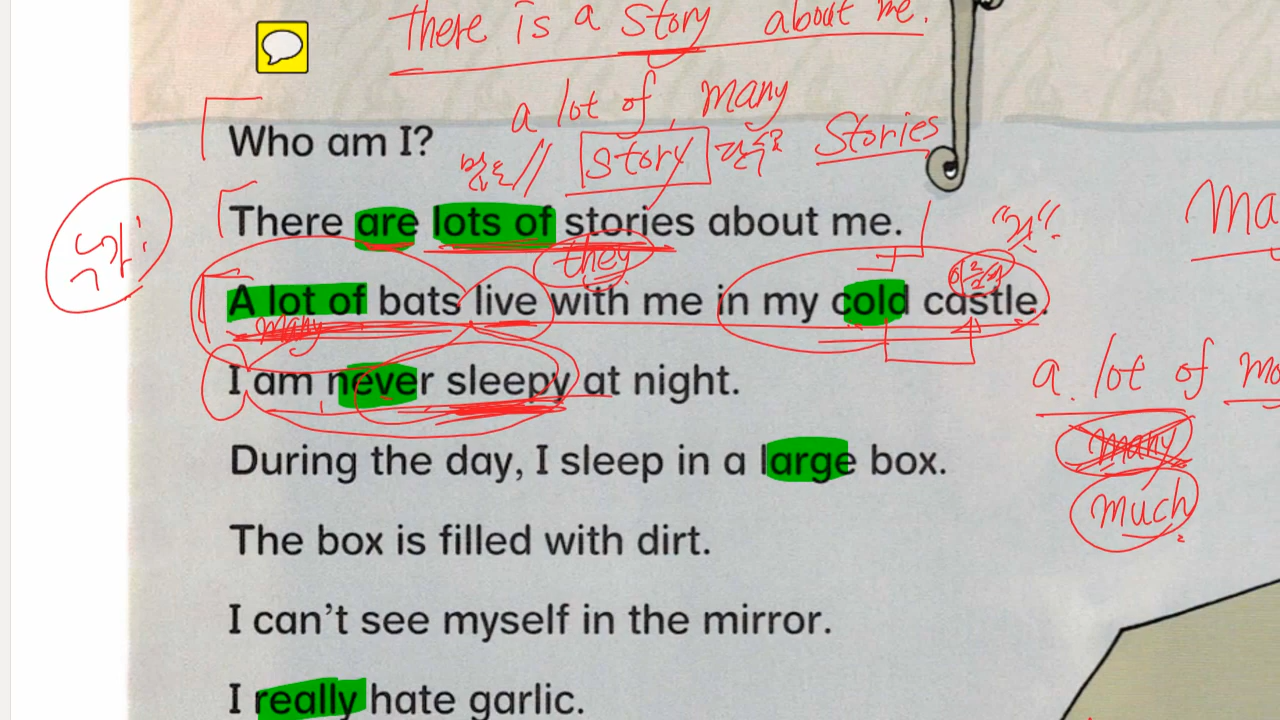 there is a story about me.
a lot of, many
Who am I?
story 단수 Stories
There are lots of stories about me.
they
A lot of bats live with me in my cold castle.
many
I am never sleepy at night.
a lot of
many
During the day, I sleep in a large box.
much
The box is filled with dirt.
I can't see myself in the mirror.
I really hate garlic.